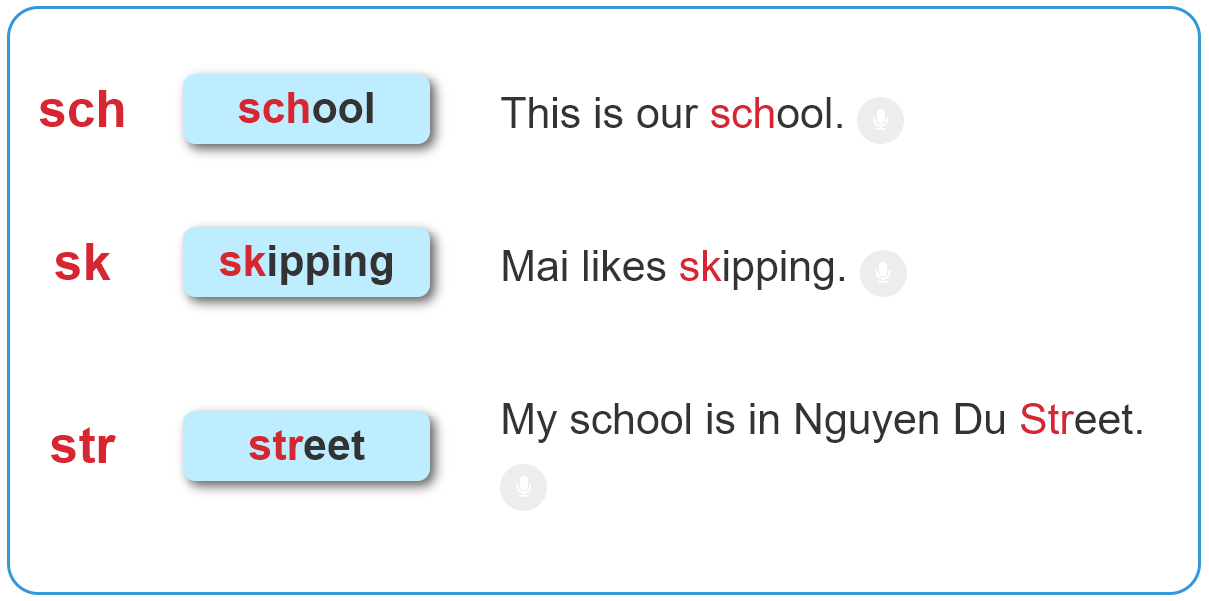 sch school This is our school.
sk skipping Mai likes skipping.
str street My school is in Nguyen Du Street.